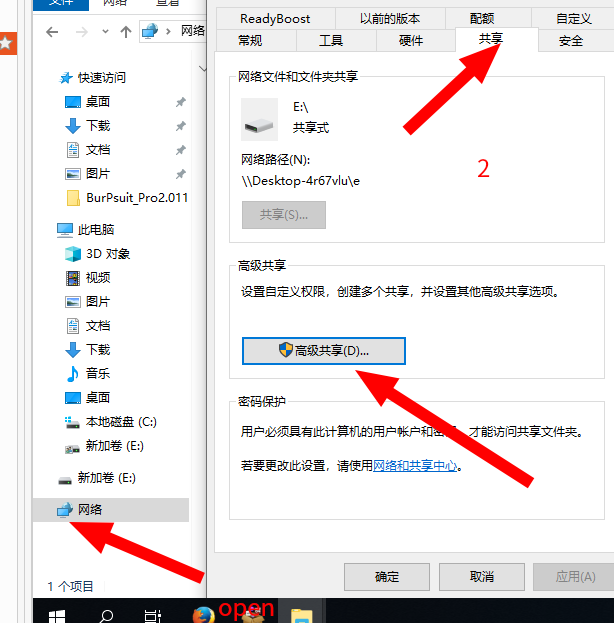 文件
网络
查看
网络
快速访问
桌面
下载
文档
图片
BurPsuit_Pro2.011
此电脑
3D 对象
视频
图片
文档
下载
音乐
桌面
本地磁盘 (C:)
新加卷 (E:)
新加卷 (E:)
网络
1 个项目
ReadyBoost
以前的版本
配额
自定义
常规
工具
硬件
共享
安全
网络文件和文件夹共享
E:\
共享式
网络路径(N):
\\Desktop-4r67vlu\e
2
共享(S)...
高级共享
设置自定义权限，创建多个共享，并设置其他高级共享选项。
高级共享(D)...
密码保护
用户必须具有此计算机的用户帐户和密码，才能访问共享文件夹。
若要更改此设置，请使用网络和共享中心。
确定
取消
应用(A)
open